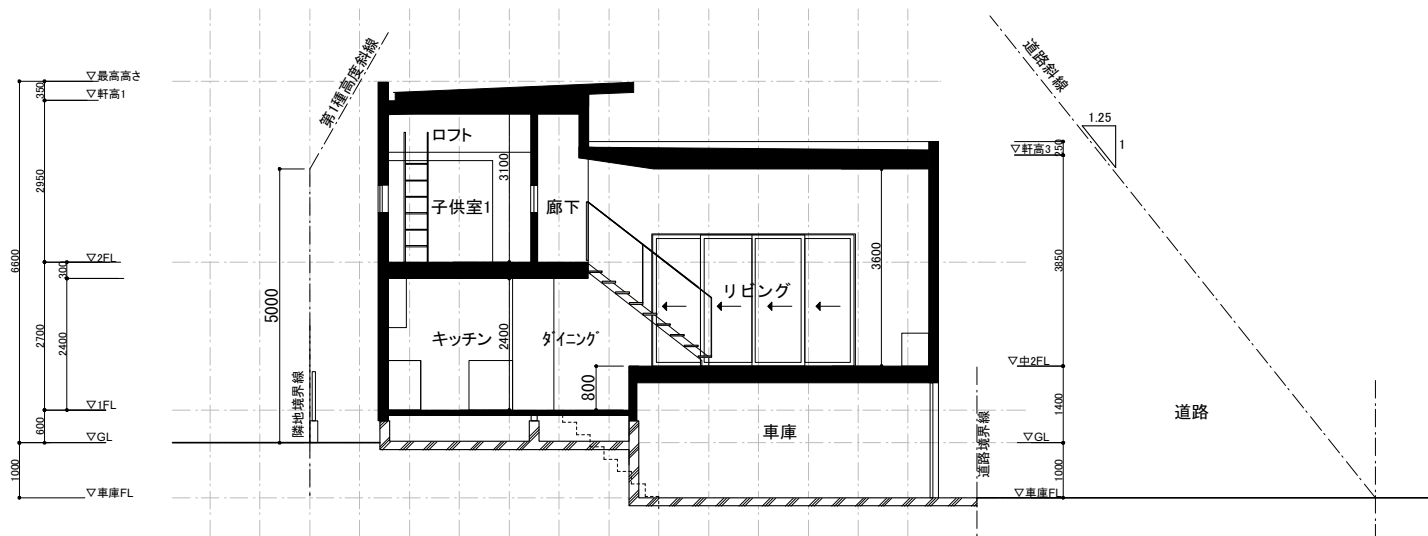 ▽最高高さ
350
▽軒高1
2950
6600
▽2FL
300
2700
2400
▽1FL
600
▽GL
1000
▽車庫FL
第1種高度斜線
5000
隣地境界線
ロフト
3100
子供室1
廊下
キッチン
2400
ダイニング
800
リビング
3600
車庫
道路境界線
道路斜線
1.25
1
▽軒高3
250
3850
▽中2FL
1400
▽GL
1000
▽車庫FL
道路